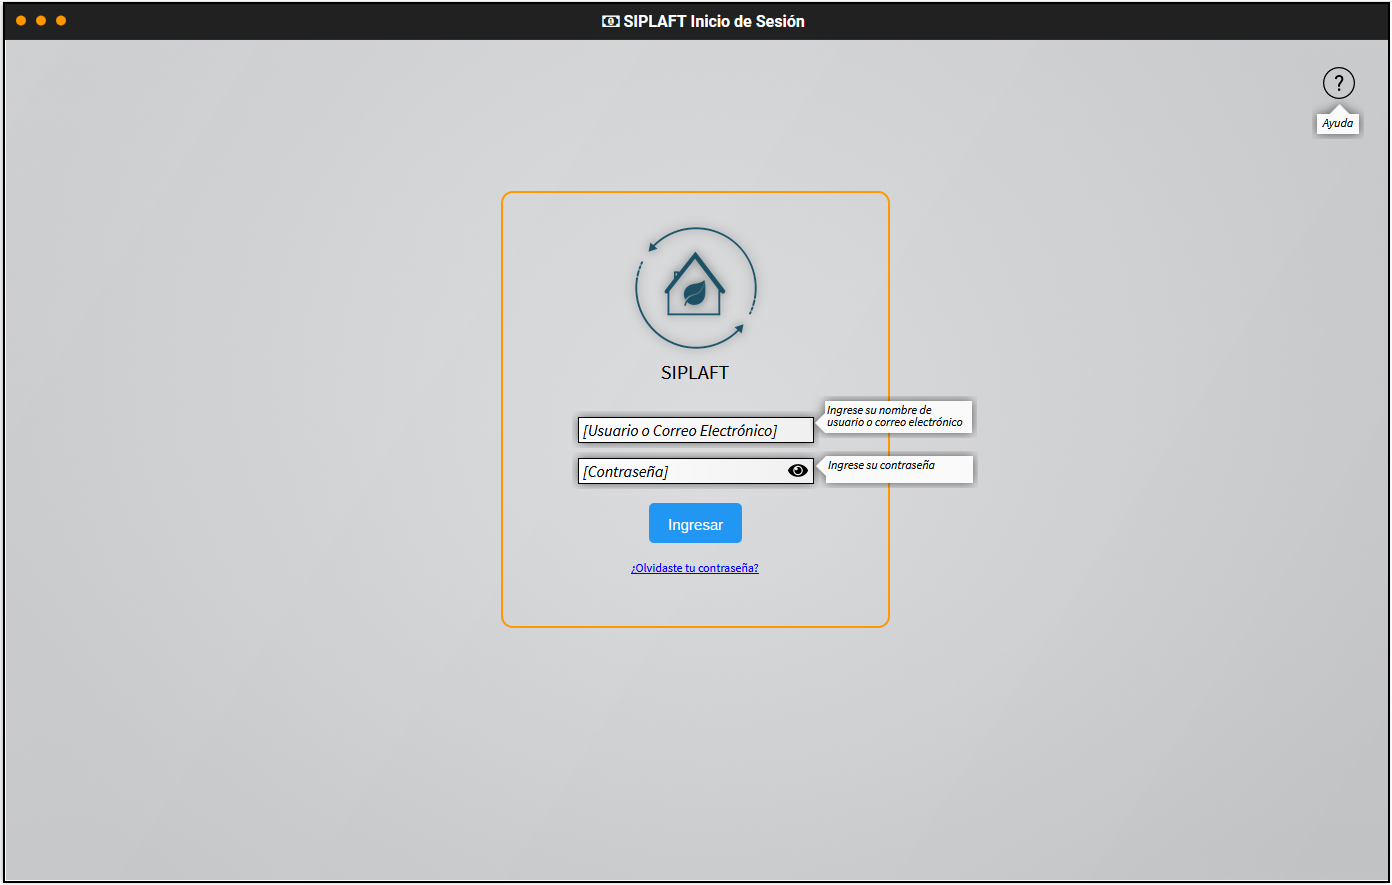 SIPLAFT Inicio de Sesión
?
Ayuda
SIPLAFT
Ingrese su nombre de
usuario o correo electrónico
[Usuario o Correo Electrónico]
Ingrese su contraseña
[Contraseña]
Ingresar
¿Olvidaste tu contraseña?